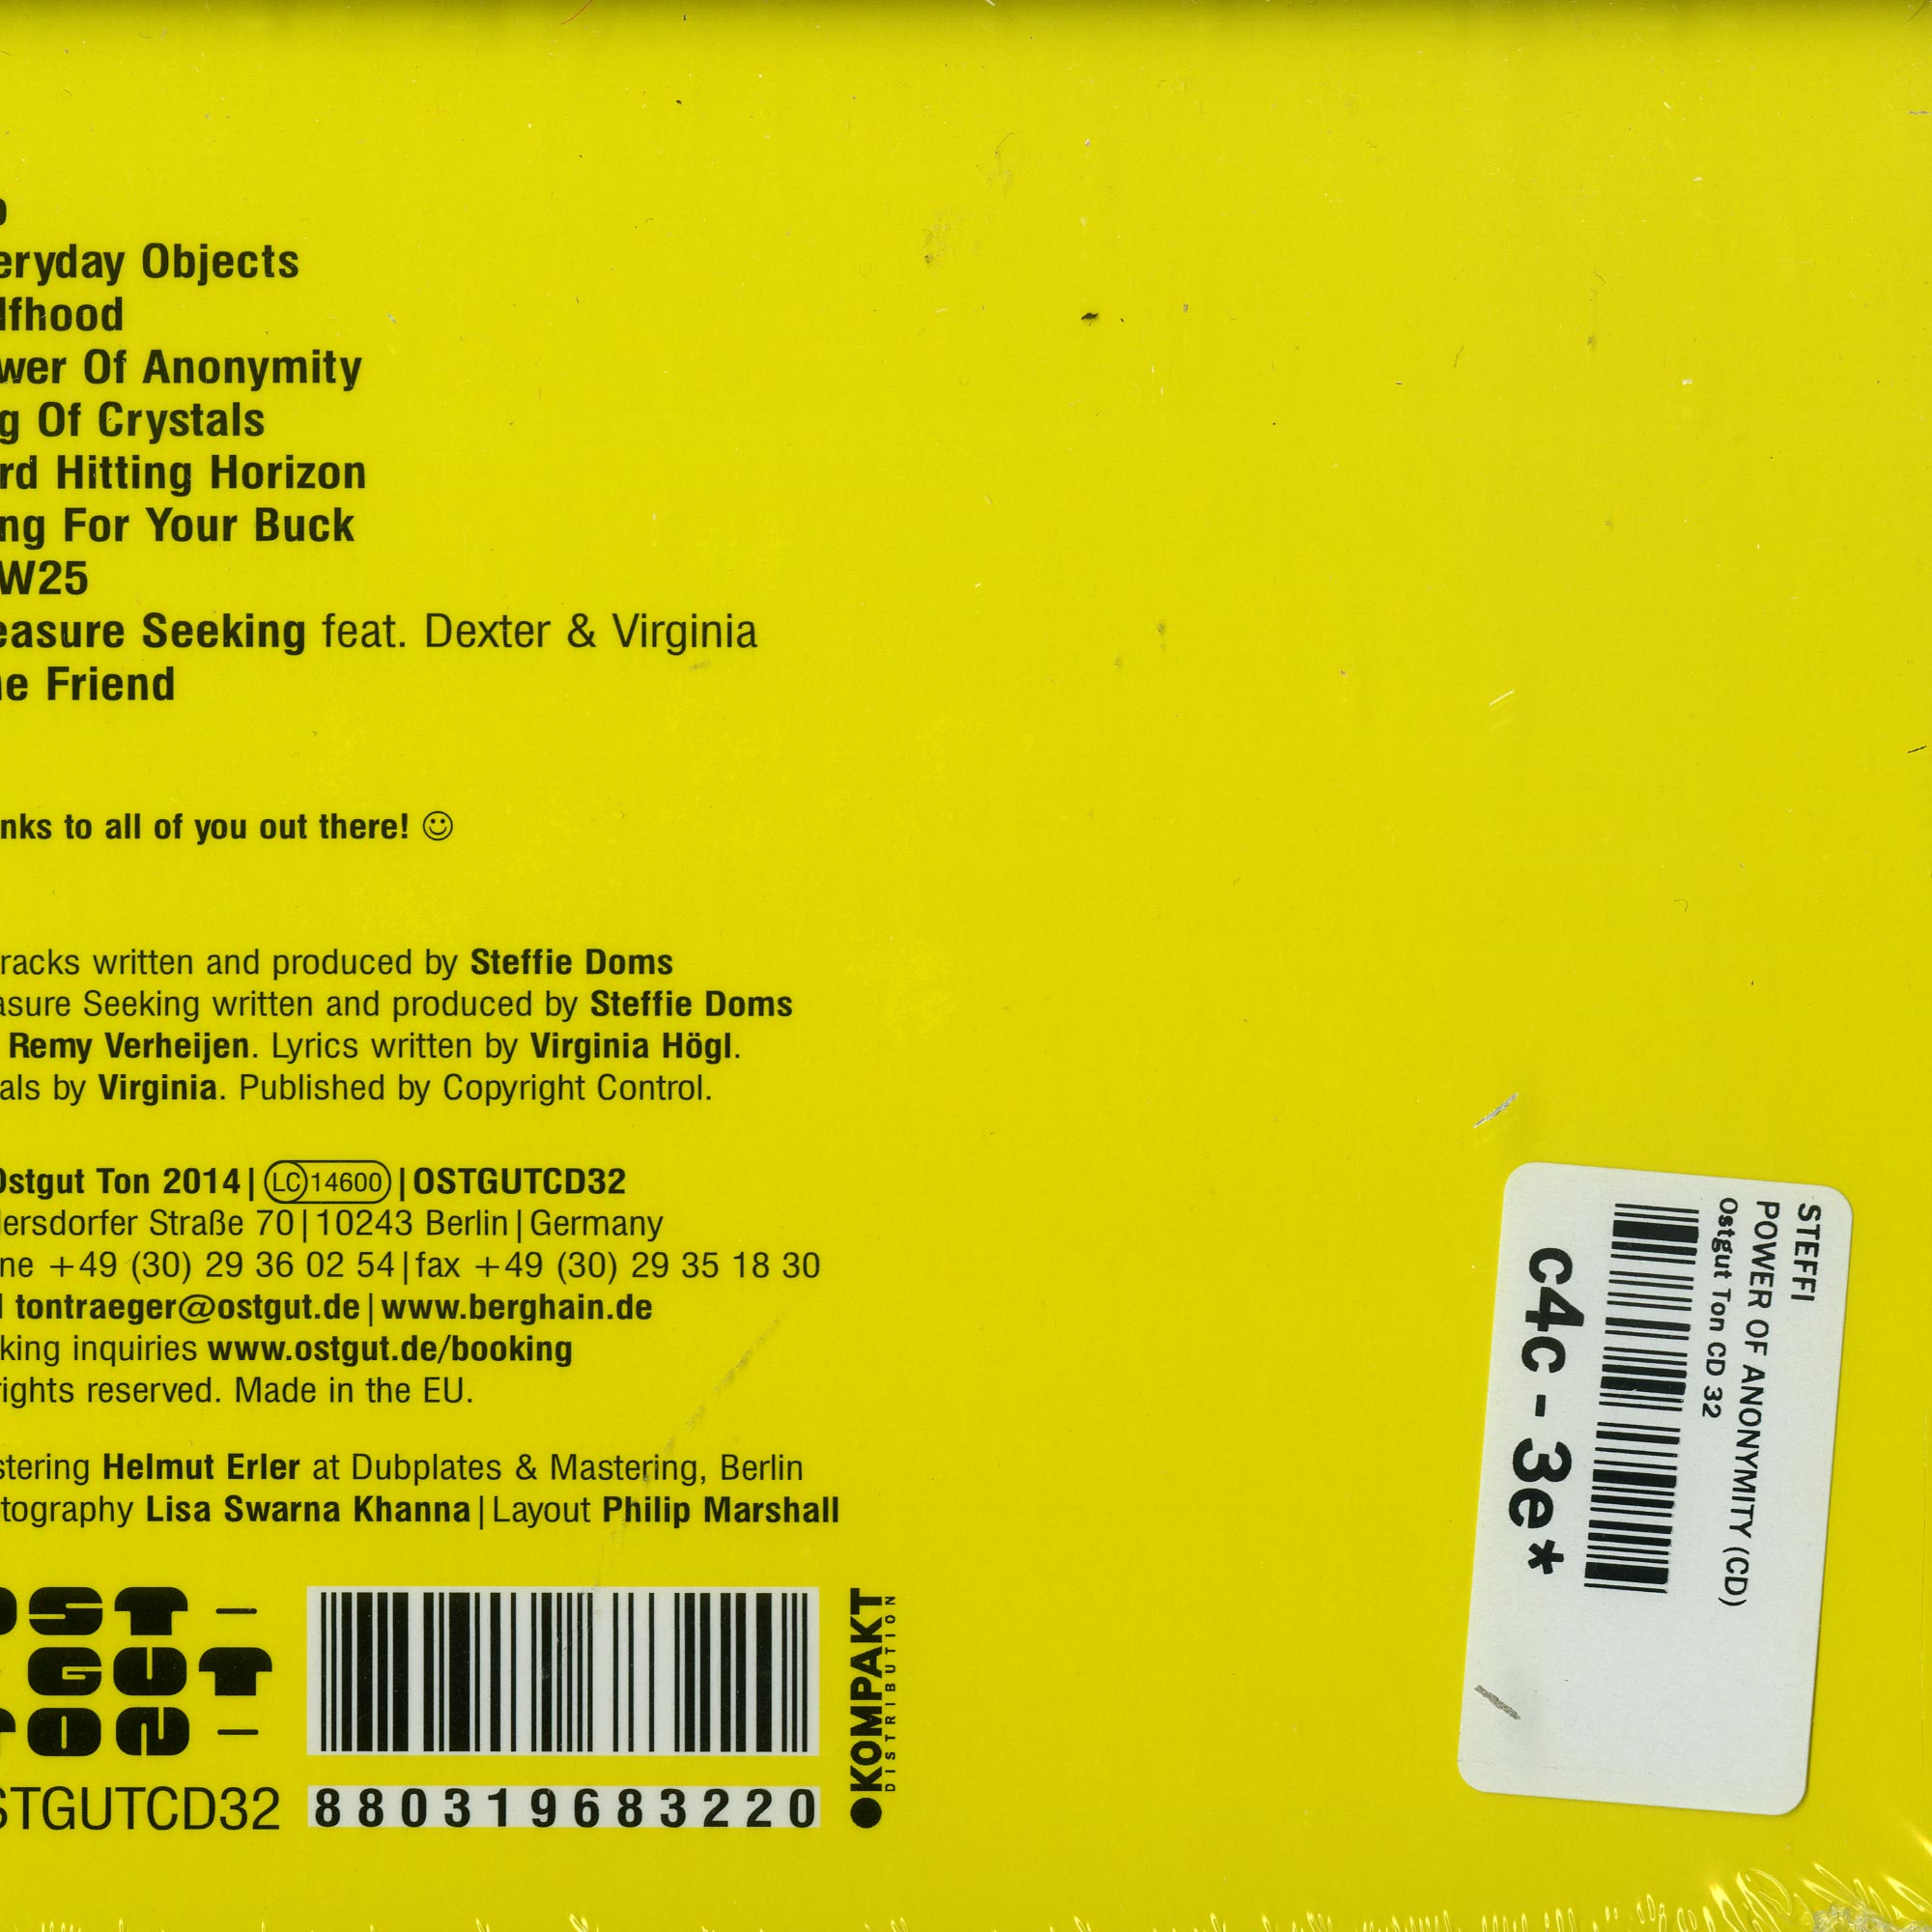 eryday Objects
lfhood
wer Of Anonymity
g Of Crystals
rd Hitting Horizon
ng For Your Buck
W25
easure Seeking feat. Dexter & Virginia
e Friend
nks to all of you out there! ☺
racks written and produced by Steffie Doms
asure Seeking written and produced by Steffie Doms
Remy Verheijen. Lyrics written by Virginia Högl.
als by Virginia. Published by Copyright Control.
Ostgut Ton 2014 | LC 14600 | OSTGUTCD32
lersdorfer Straße 70 | 10243 Berlin | Germany
ne +49 (30) 29 36 02 54 | fax +49 (30) 29 35 18 30
l tontraeger@ostgut.de | www.berghain.de
king inquiries www.ostgut.de/booking
rights reserved. Made in the EU.
stering Helmut Erler at Dubplates & Mastering, Berlin
tography Lisa Swarna Khanna | Layout Philip Marshall
OST–
GUT
TON–
STGUTCD32
880319683220
KOMPAKT
DISTRIBUTION
STEFFI
POWER OF ANONYMITY (CD)
Ostgut Ton CD 32
c4c - 3e*